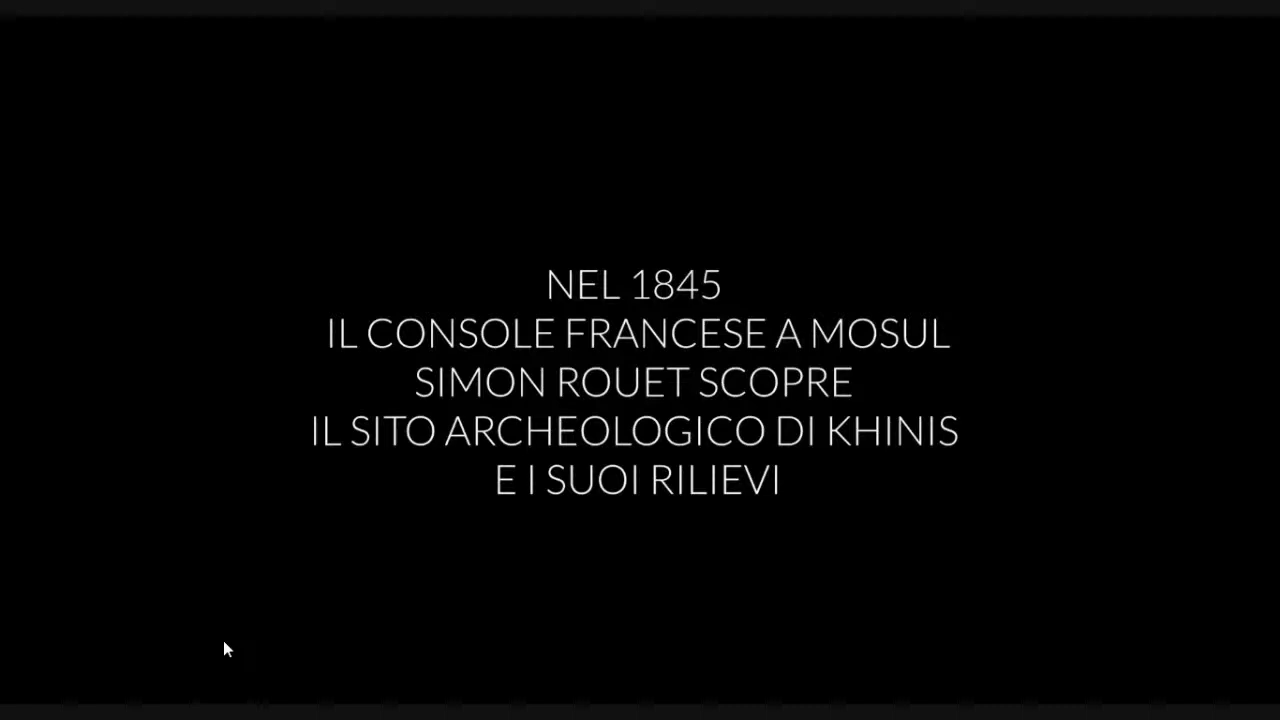 NEL 1845
IL CONSOLE FRANCESE A MOSUL
SIMON ROUET SCOPRE
IL SITO ARCHEOLOGICO DI KHINIS
E I SUOI RILIEVI